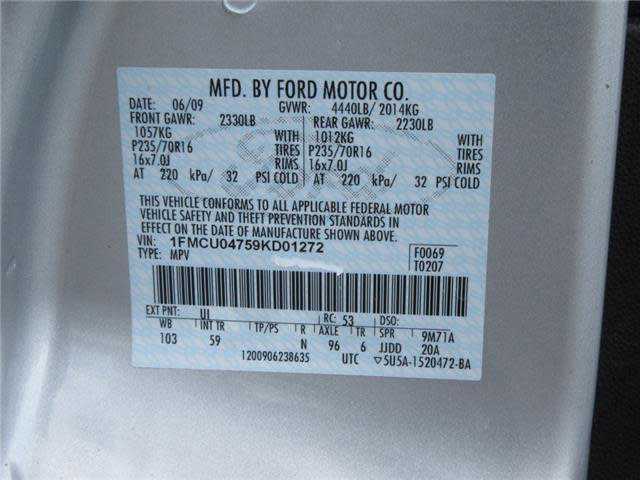 MFD. BY FORD MOTOR CO.
DATE: 06/09 GVWR: 4440LB/ 2014KG
FRONT GAWR: 2330LB REAR GAWR: 2230LB
1057KG WITH 1012KG WITH
P235/70R16 TIRES P235/70R16 TIRES
16x7.0J RIMS 16x7.0J RIMS
AT 220 kPa/ 32 PSI COLD AT 220 kPa/ 32 PSI COLD
THIS VEHICLE CONFORMS TO ALL APPLICABLE FEDERAL MOTOR
VEHICLE SAFETY AND THEFT PREVENTION STANDARDS IN EFFECT
ON THE DATE OF MANUFACTURE SHOWN ABOVE.
VIN: 1FMCU04759KD01272 F0069
TYPE: MPV T0207
EXT PNT: UI RC: 53 DSO:
WB INT TR TP/PS R AXLE TR SPR 9M71A
103 59 N 96 6 JJDD 20A
1200906238635 UTC ▽5U5A-1520472-BA